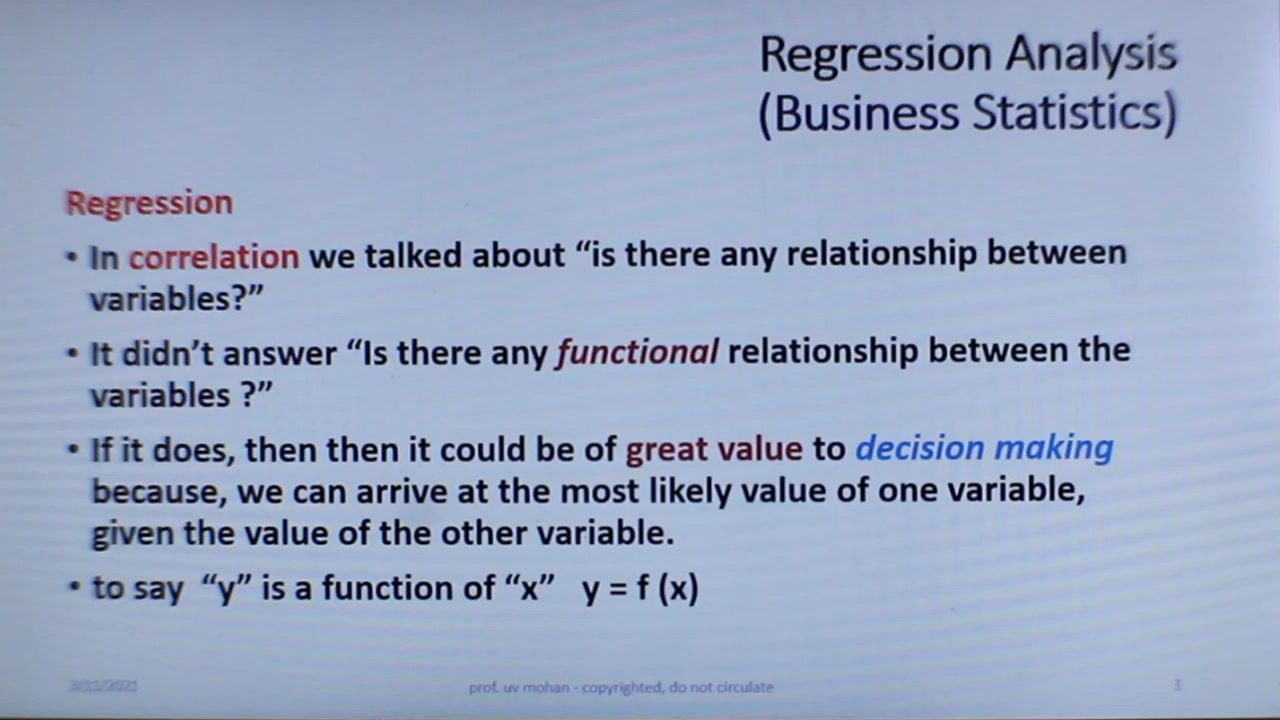 Regression Analysis
(Business Statistics)
Regression
• In correlation we talked about “is there any relationship between
variables?”
• It didn’t answer “Is there any functional relationship between the
variables ?”
• If it does, then then it could be of great value to decision making
because, we can arrive at the most likely value of one variable,
given the value of the other variable.
• to say “y” is a function of “x” y = f (x)
3/11/2021
prof. uv mohan - copyrighted, do not circulate
3